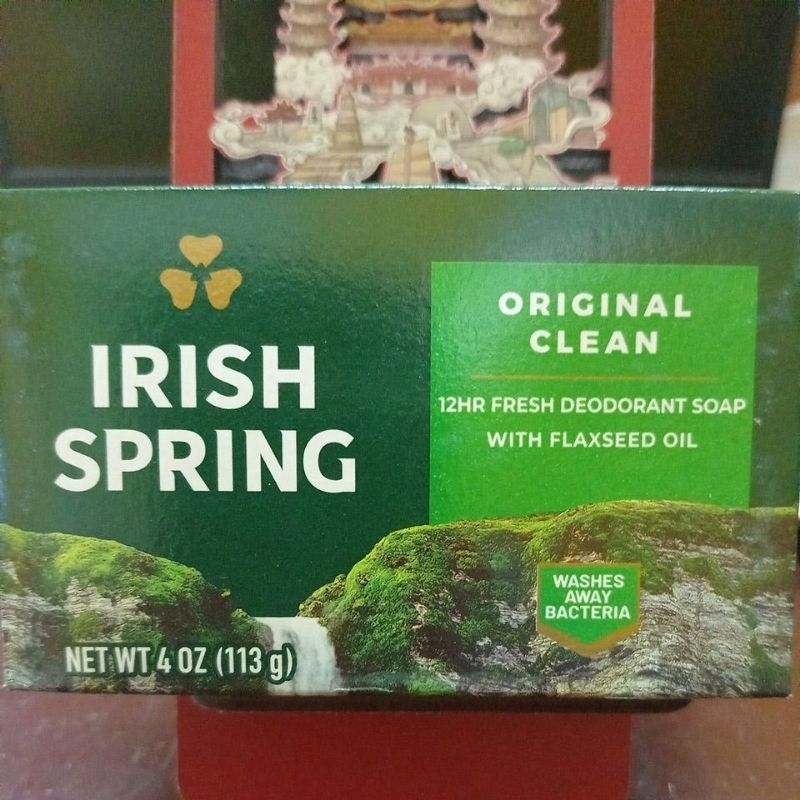 IRISH
SPRING
ORIGINAL
CLEAN
12HR FRESH DEODORANT SOAP
WITH FLAXSEED OIL
WASHES
AWAY
BACTERIA
NET WT 4 OZ (113 g)